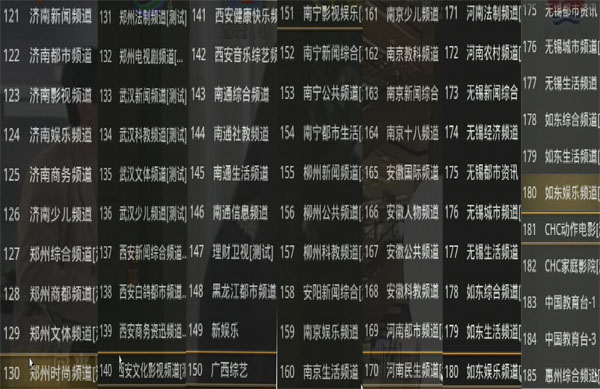 121 济南新闻频道
122 济南都市频道
123 济南影视频道
124 济南娱乐频道
125 济南商务频道
126 济南少儿频道
127 郑州综合频道[
128 郑州商都频道[
129 郑州文体频道[
130 郑州时尚频道[
131 郑州法制频道[测试]
132 郑州电视剧频道[...
133 武汉新闻频道[测试]
134 武汉科教频道[测试]
135 武汉文体频道[测试]
136 武汉少儿频道[测试]
137 西安新闻综合频道...
138 西安白鸽都市频道...
139 西安商务资迅频道...
140 西安文化影视频道[
141 西安健康快乐频
142 西安音乐综艺频
143 南通综合频道
144 南通社教频道
145 南通生活频道
146 南通信息频道
147 理财卫视[测试]
148 黑龙江都市频道
149 新娱乐
150 广西综艺
151 南宁影视娱乐[
152 南宁新闻综合[
153 南宁公共频道[
154 南宁都市生活[
155 柳州新闻频道[
156 柳州公共频道[
157 柳州科教频道[
158 安阳新闻频道[
159 南京娱乐频道
160 南京生活频道
161 南京少儿频道
162 南京教科频道
163 南京新闻综合
164 南京十八频道
165 安徽国际频道
166 安徽人物频道
167 安徽公共频道
168 安徽科教频道
169 河南都市频道
170 河南民生频道
171 河南法制频道
172 河南农村频道
173 无锡新闻综合
174 无锡经济频道
175 无锡都市资讯
176 无锡城市频道
177 无锡生活频道
178 如东综合频道
179 如东生活频道
180 如东娱乐频道
175 无锡都市资讯
176 无锡城市频道
177 无锡生活频道
178 如东综合频道
179 如东生活频道
180 如东娱乐频道
181 CHC动作电影[
182 CHC家庭影院[
183 中国教育台-1
184 中国教育台-3
185 惠州综合频道